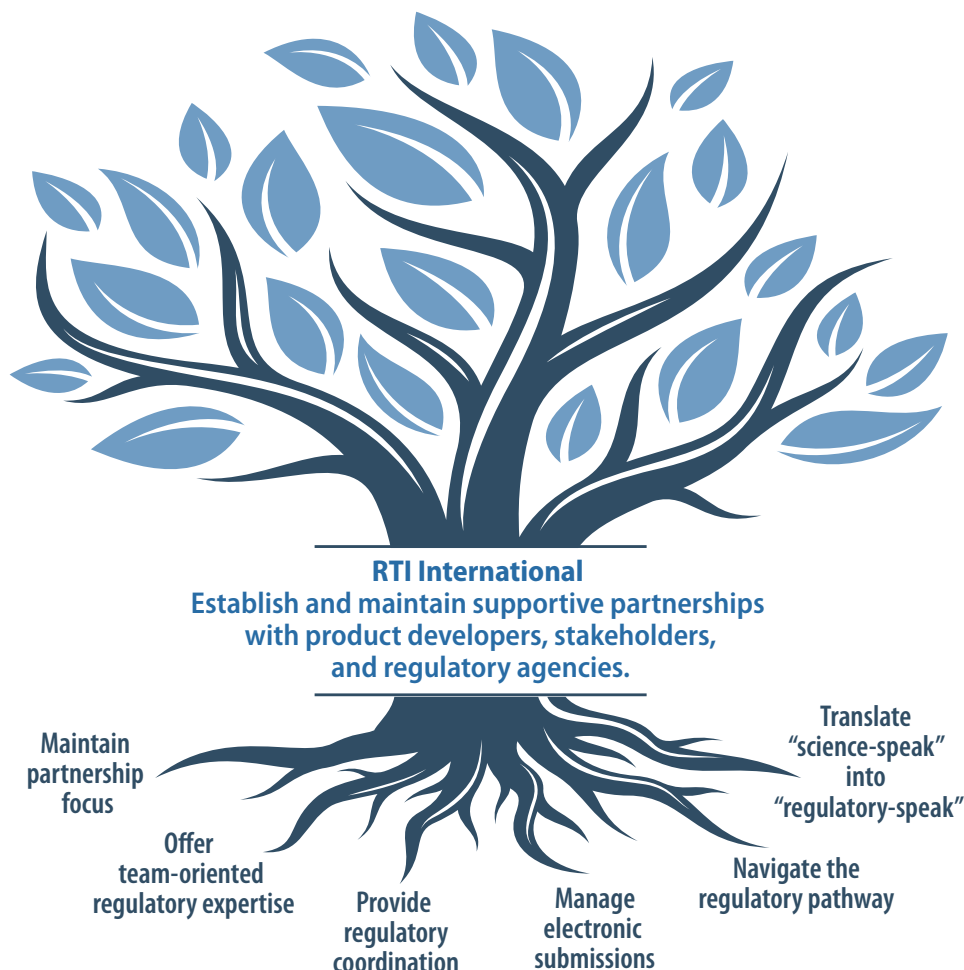 RTI International
Establish and maintain supportive partnerships
with product developers, stakeholders,
and regulatory agencies.
Maintain
partnership
focus
Offer
team-oriented
regulatory expertise
Provide
regulatory
coordination
Manage
electronic
submissions
Navigate the
regulatory pathway
Translate
“science-speak”
into
“regulatory-speak”